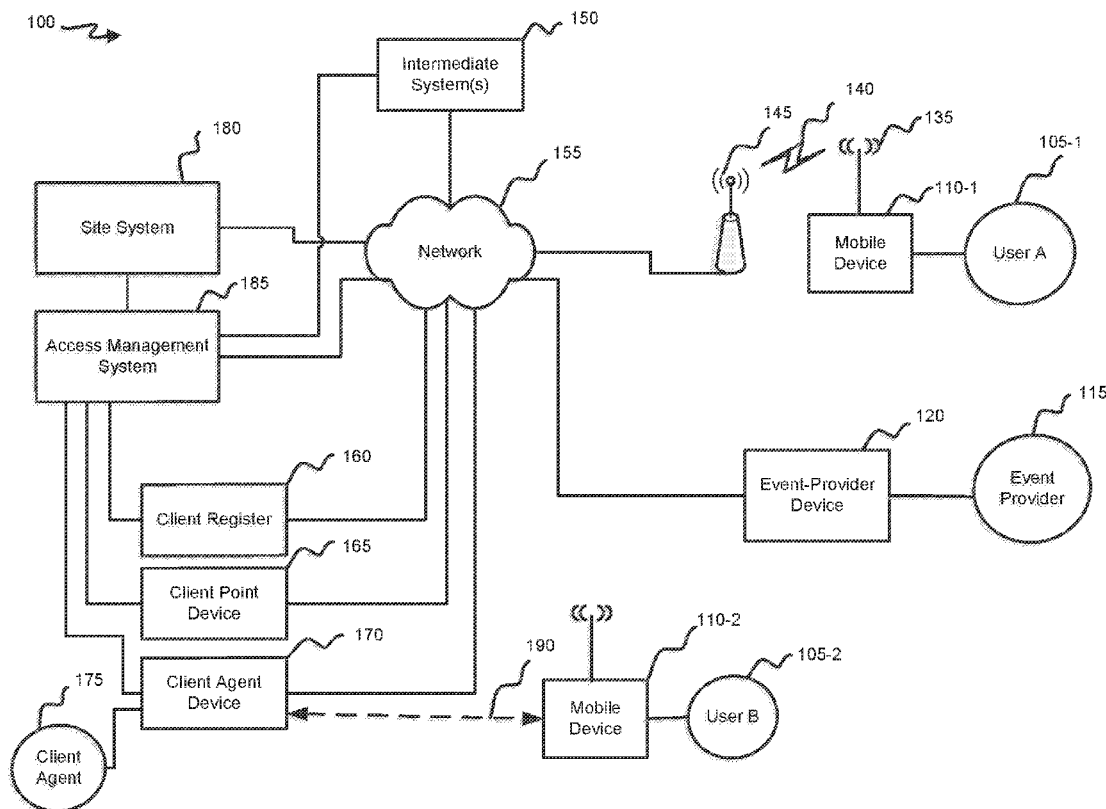 100
150
Intermediate
System(s)
180
155
145
140
135
105-1
110-1
Site System
Network
Mobile
Device
User A
185
Access Management
System
115
120
160
Event-Provider
Device
Event
Provider
Client Register
165
Client Point
Device
110-2
170
190
105-2
175
Client Agent
Device
Mobile
Device
User B
Client
Agent